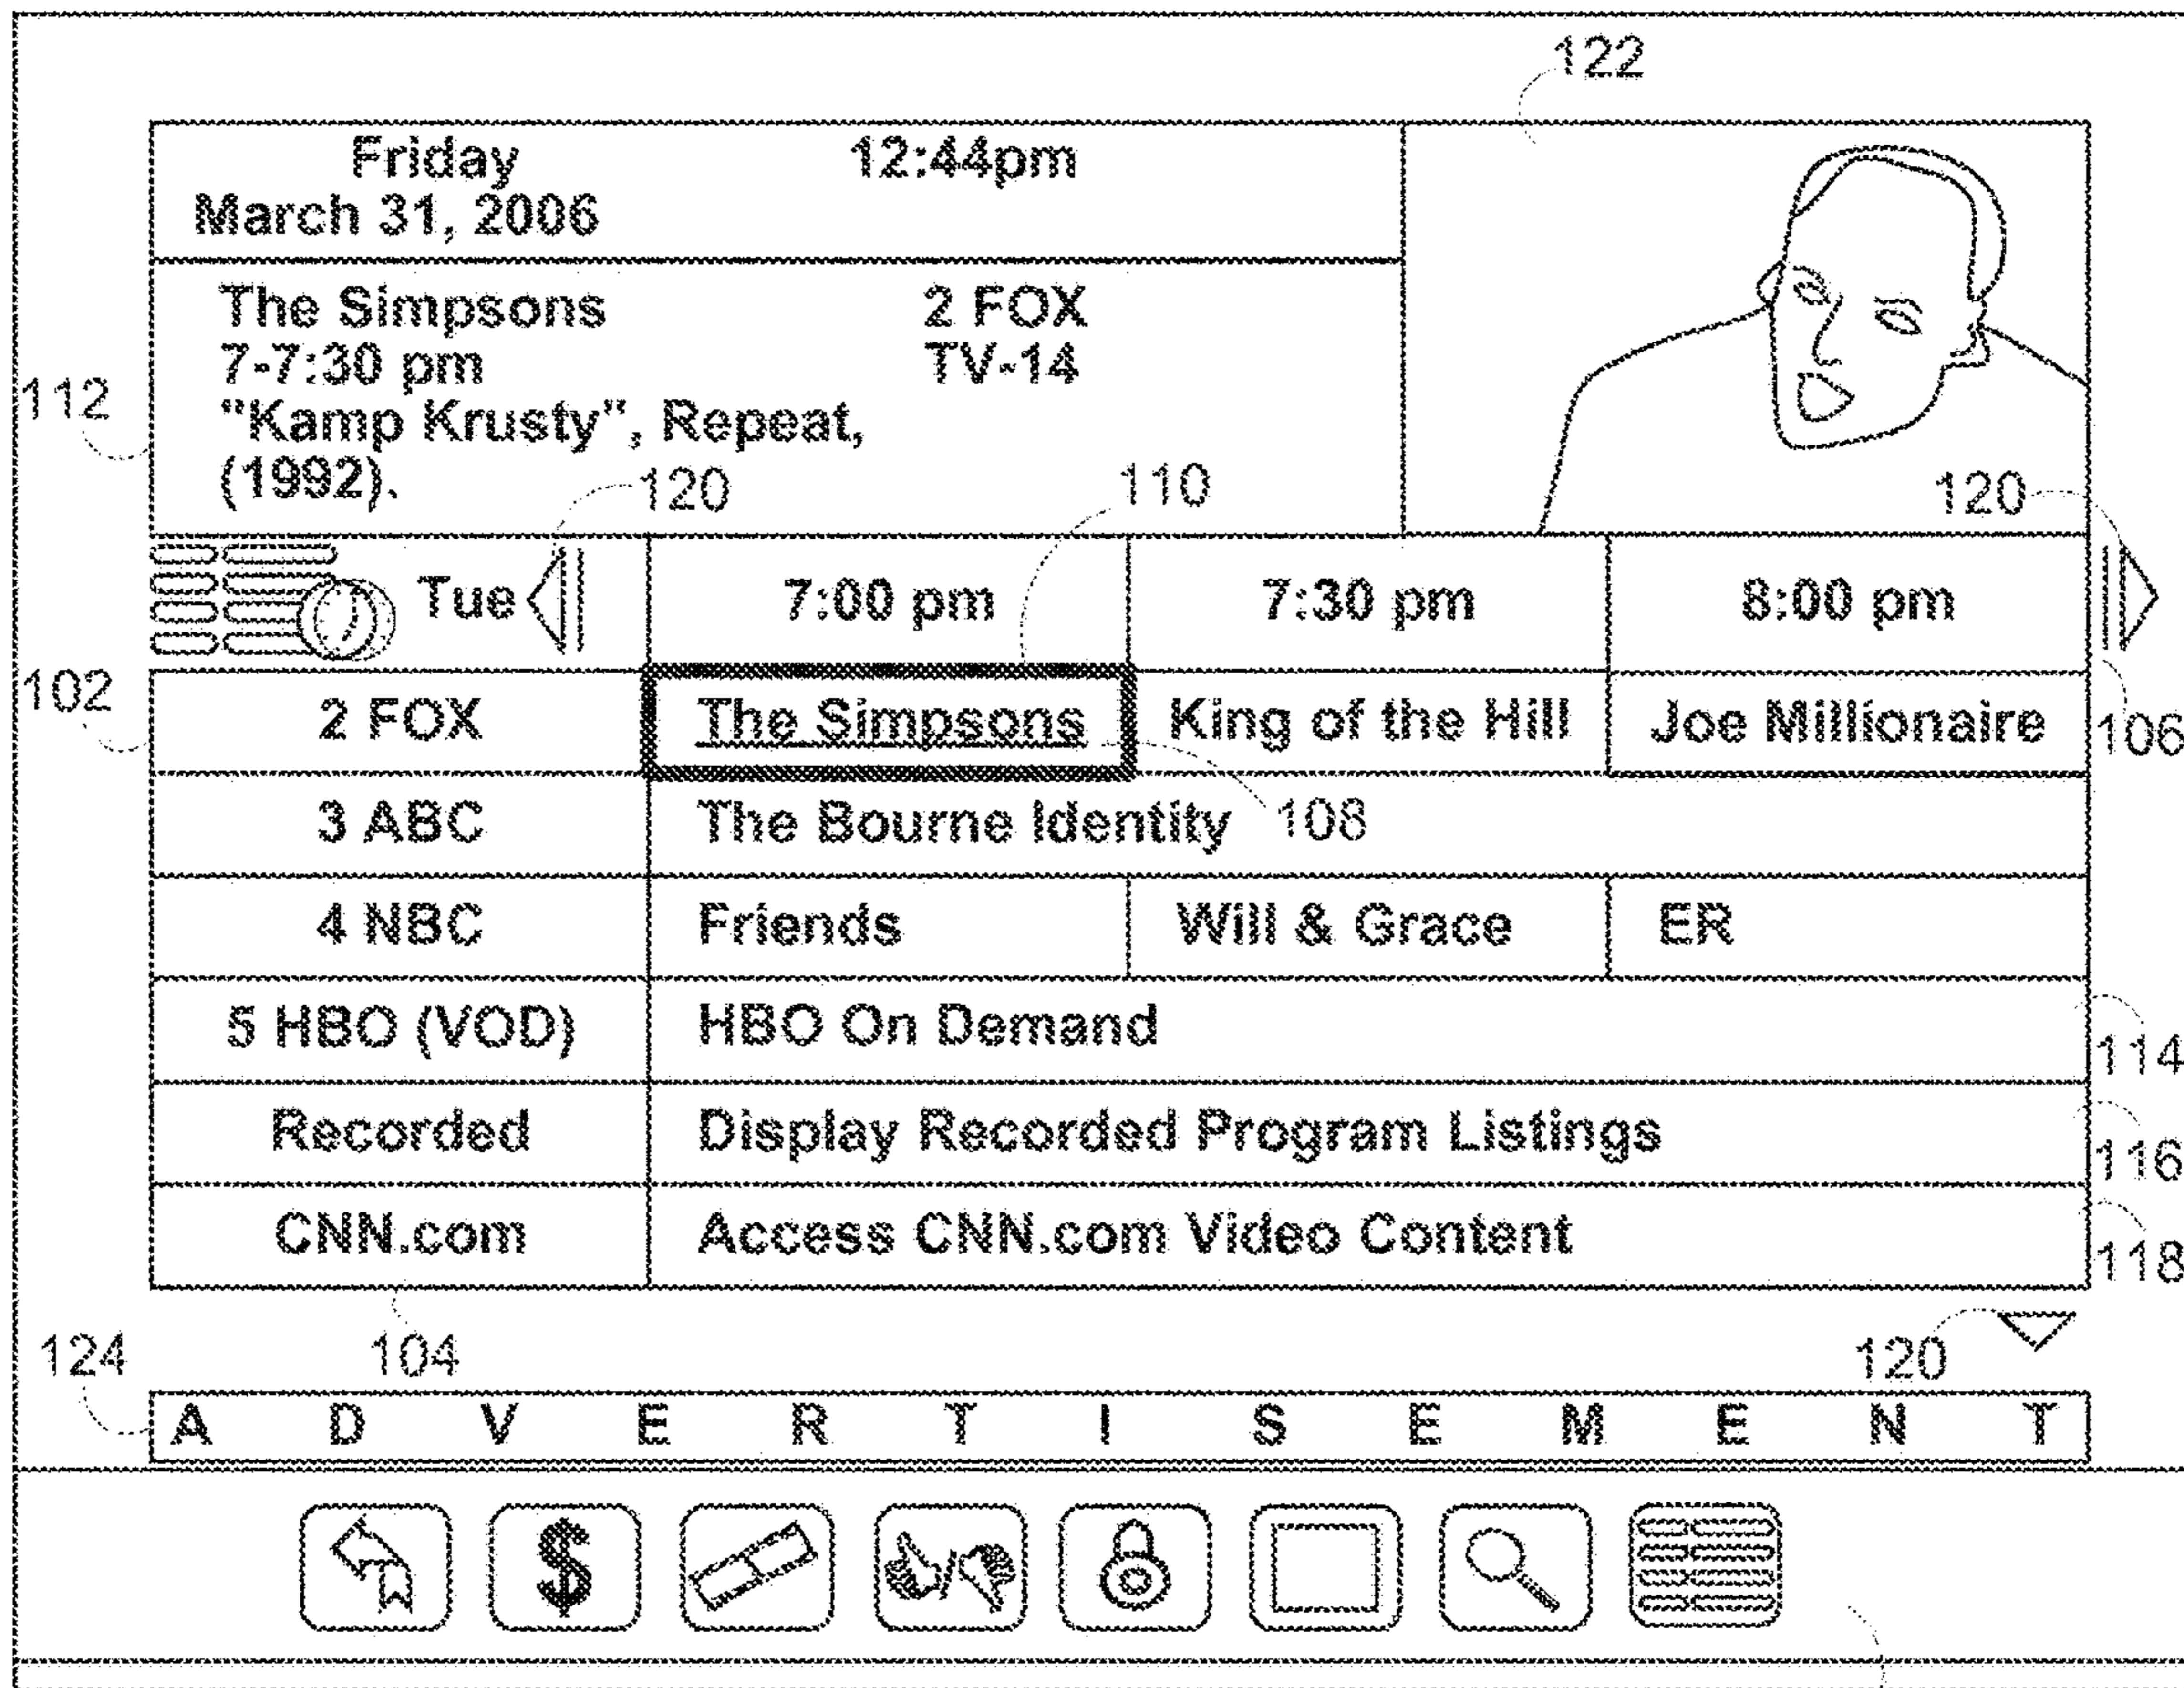 122
Friday 12:44pm
March 31, 2006
The Simpsons 2 FOX
7-7:30 pm TV-14
112
"Kamp Krusty", Repeat,
(1992).
120 110 120
Tue 7:00 pm 7:30 pm 8:00 pm
102
2 FOX The Simpsons King of the Hill Joe Millionaire
106
3 ABC The Bourne Identity 108
4 NBC Friends Will & Grace ER
5 HBO (VOD) HBO On Demand
114
Recorded Display Recorded Program Listings
116
CNN.com Access CNN.com Video Content
118
124 104 120
A D V E R T I S E M E N T
$